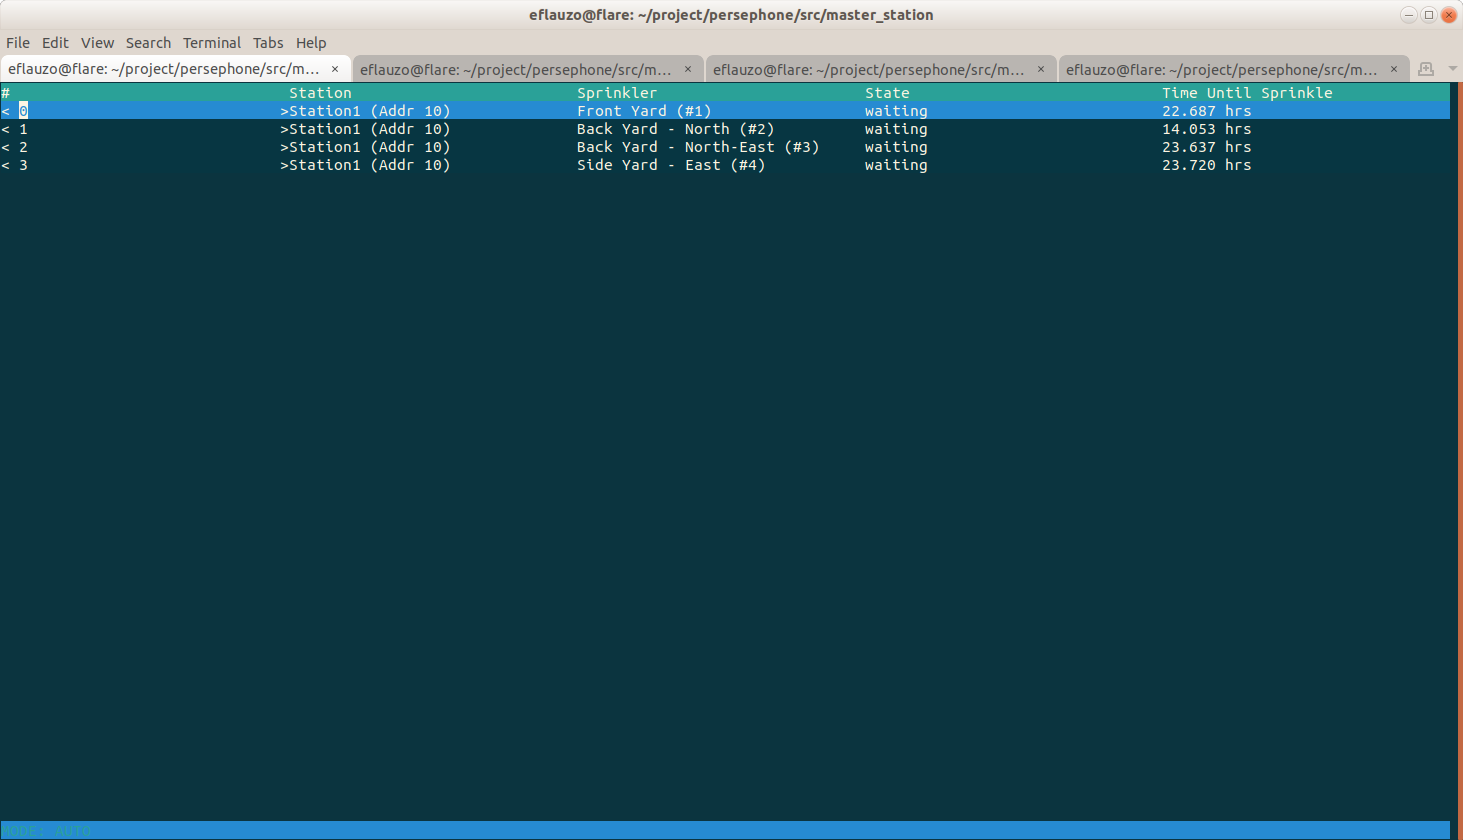 eflauzo@flare: ~/project/persephone/src/master_station
File Edit View Search Terminal Tabs Help
eflauzo@flare: ~/project/persephone/src/m... × eflauzo@flare: ~/project/persephone/src/m... × eflauzo@flare: ~/project/persephone/src/m... × eflauzo@flare: ~/project/persephone/src/m... ×
# Station Sprinkler State Time Until Sprinkle
< 0 >Station1 (Addr 10) Front Yard (#1) waiting 22.687 hrs
< 1 >Station1 (Addr 10) Back Yard - North (#2) waiting 14.053 hrs
< 2 >Station1 (Addr 10) Back Yard - North-East (#3) waiting 23.637 hrs
< 3 >Station1 (Addr 10) Side Yard - East (#4) waiting 23.720 hrs
MODE: AUTO